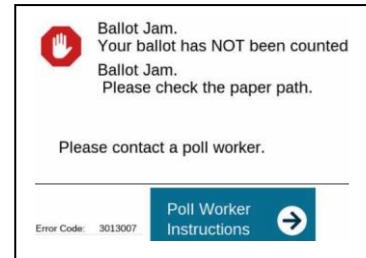 Ballot Jam.
Your ballot has NOT been counted
Ballot Jam.
Please check the paper path.
Please contact a poll worker.
Error Code: 3013007
Poll Worker
Instructions